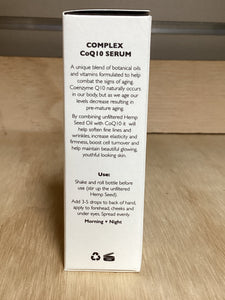 COMPLEX
CoQ10 SERUM
A unique blend of botanical oils
and vitamins formulated to help
combat the signs of aging.
Coenzyme Q10 naturally occurs
in our body, but as we age our
levels decrease resulting in
pre-mature aging.
By combining unfiltered Hemp
Seed Oil with CoQ10 it will
help soften fine lines and
wrinkles, increase elasticity and
firmness, boost cell turnover and
help maintain beautiful glowing,
youthful looking skin.
Use:
Shake and roll bottle before
use (stir up the unfiltered
Hemp Seed).
Add 3-5 drops to back of hand,
apply to forehead, cheeks and
under eyes. Spread evenly.
Morning + Night